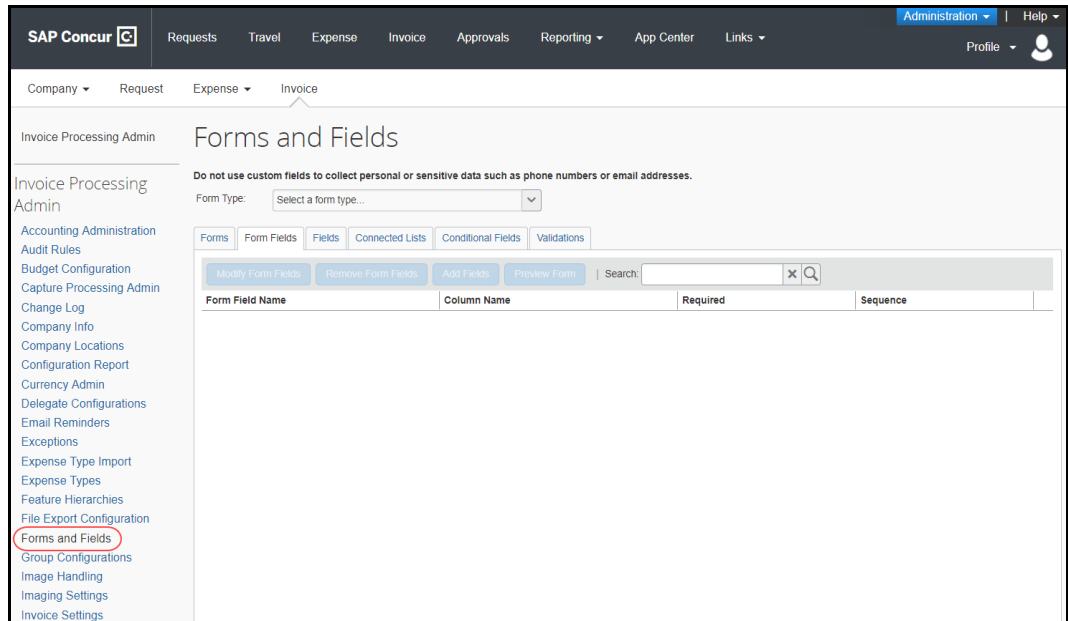 Administration | Help
SAP Concur C Requests Travel Expense Invoice Approvals Reporting App Center Links
Profile
Company Request Expense Invoice
Invoice Processing Admin
Forms and Fields
Do not use custom fields to collect personal or sensitive data such as phone numbers or email addresses.
Form Type: Select a form type...
Forms Form Fields Fields Connected Lists Conditional Fields Validations
Modify Form Fields Remove Form Fields Add Fields Preview Form | Search:
Form Field Name Column Name Required Sequence
Invoice Processing
Admin
Accounting Administration
Audit Rules
Budget Configuration
Capture Processing Admin
Change Log
Company Info
Company Locations
Configuration Report
Currency Admin
Delegate Configurations
Email Reminders
Exceptions
Expense Type Import
Expense Types
Feature Hierarchies
File Export Configuration
Forms and Fields
Group Configurations
Image Handling
Imaging Settings
Invoice Settings